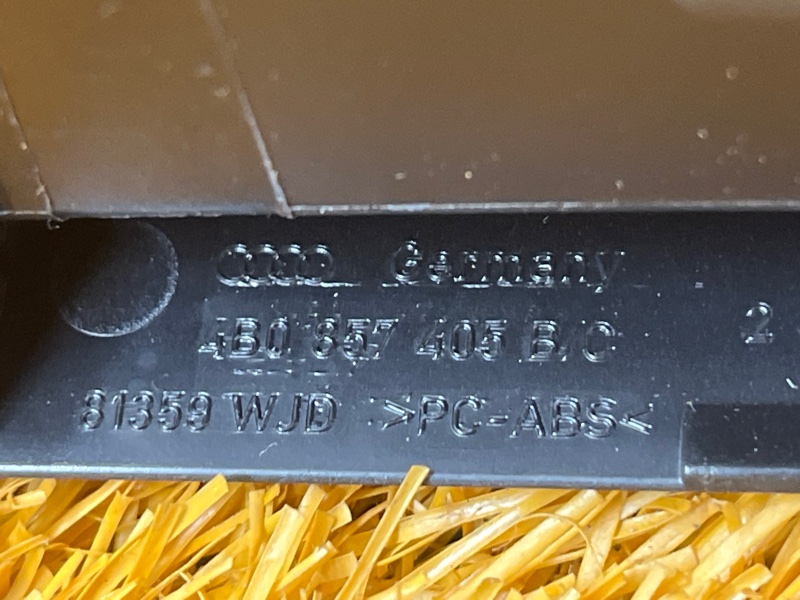 Germany
4B0 857 405 B/C
2
81359 WJD >PC-ABS<